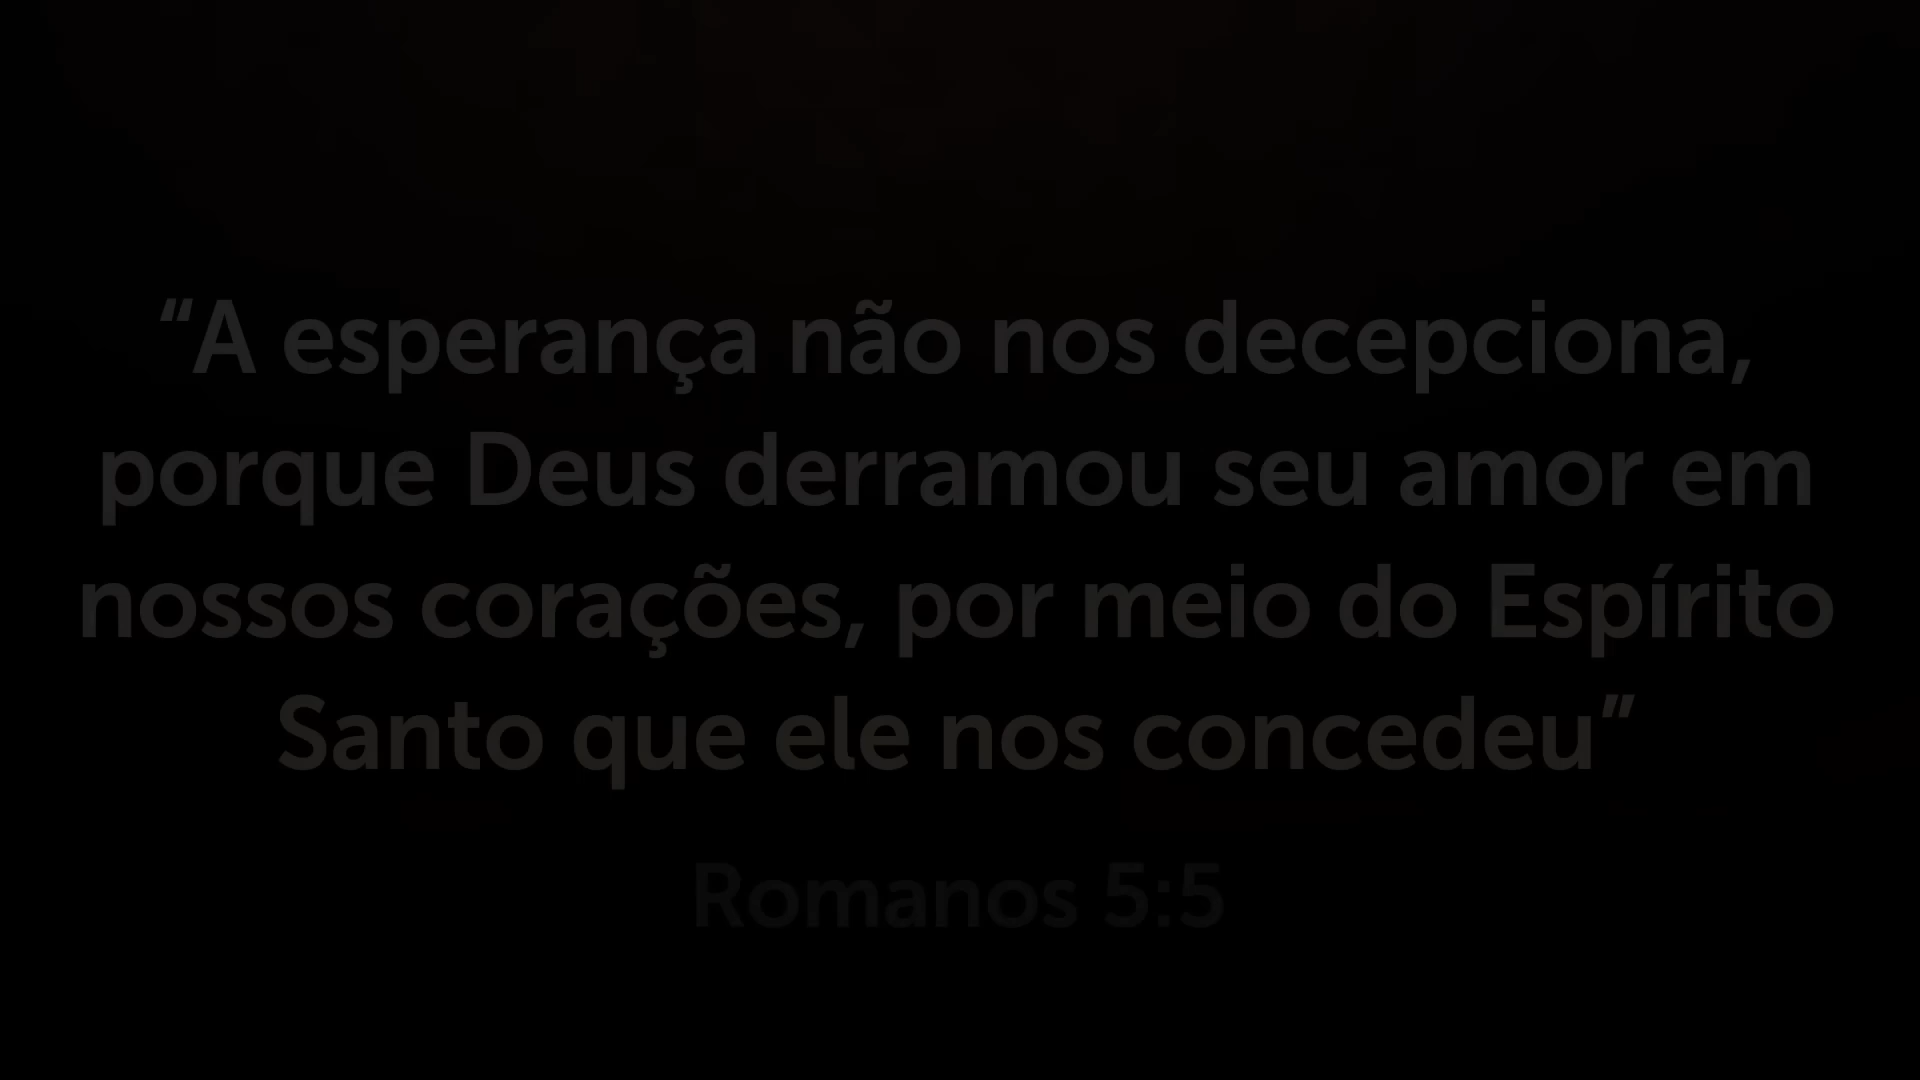 “A esperança não nos decepciona,
porque Deus derramou seu amor em
nossos corações, por meio do Espírito
Santo que ele nos concedeu”
Romanos 5:5